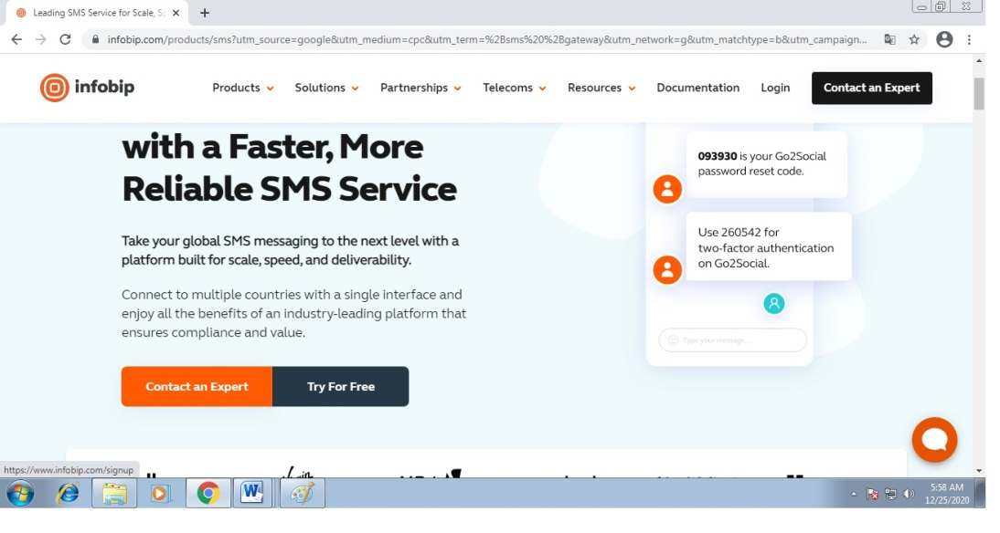 Leading SMS Service for Scale, Sp
infobip.com/products/sms?utm_source=google&utm_medium=cpc&utm_term=%2Bsms%20%2Bgateway&utm_network=g&utm_matchtype=b&utm_campaign...
infobip Products Solutions Partnerships Telecoms Resources Documentation Login Contact an Expert
with a Faster, More
Reliable SMS Service
Take your global SMS messaging to the next level with a
platform built for scale, speed, and deliverability.
Connect to multiple countries with a single interface and
enjoy all the benefits of an industry-leading platform that
ensures compliance and value.
Contact an Expert Try For Free
093930 is your Go2Social
password reset code.
Use 260542 for
two-factor authentication
on Go2Social.
Type your message...
https://www.infobip.com/signup
5:58 AM
12/25/2020